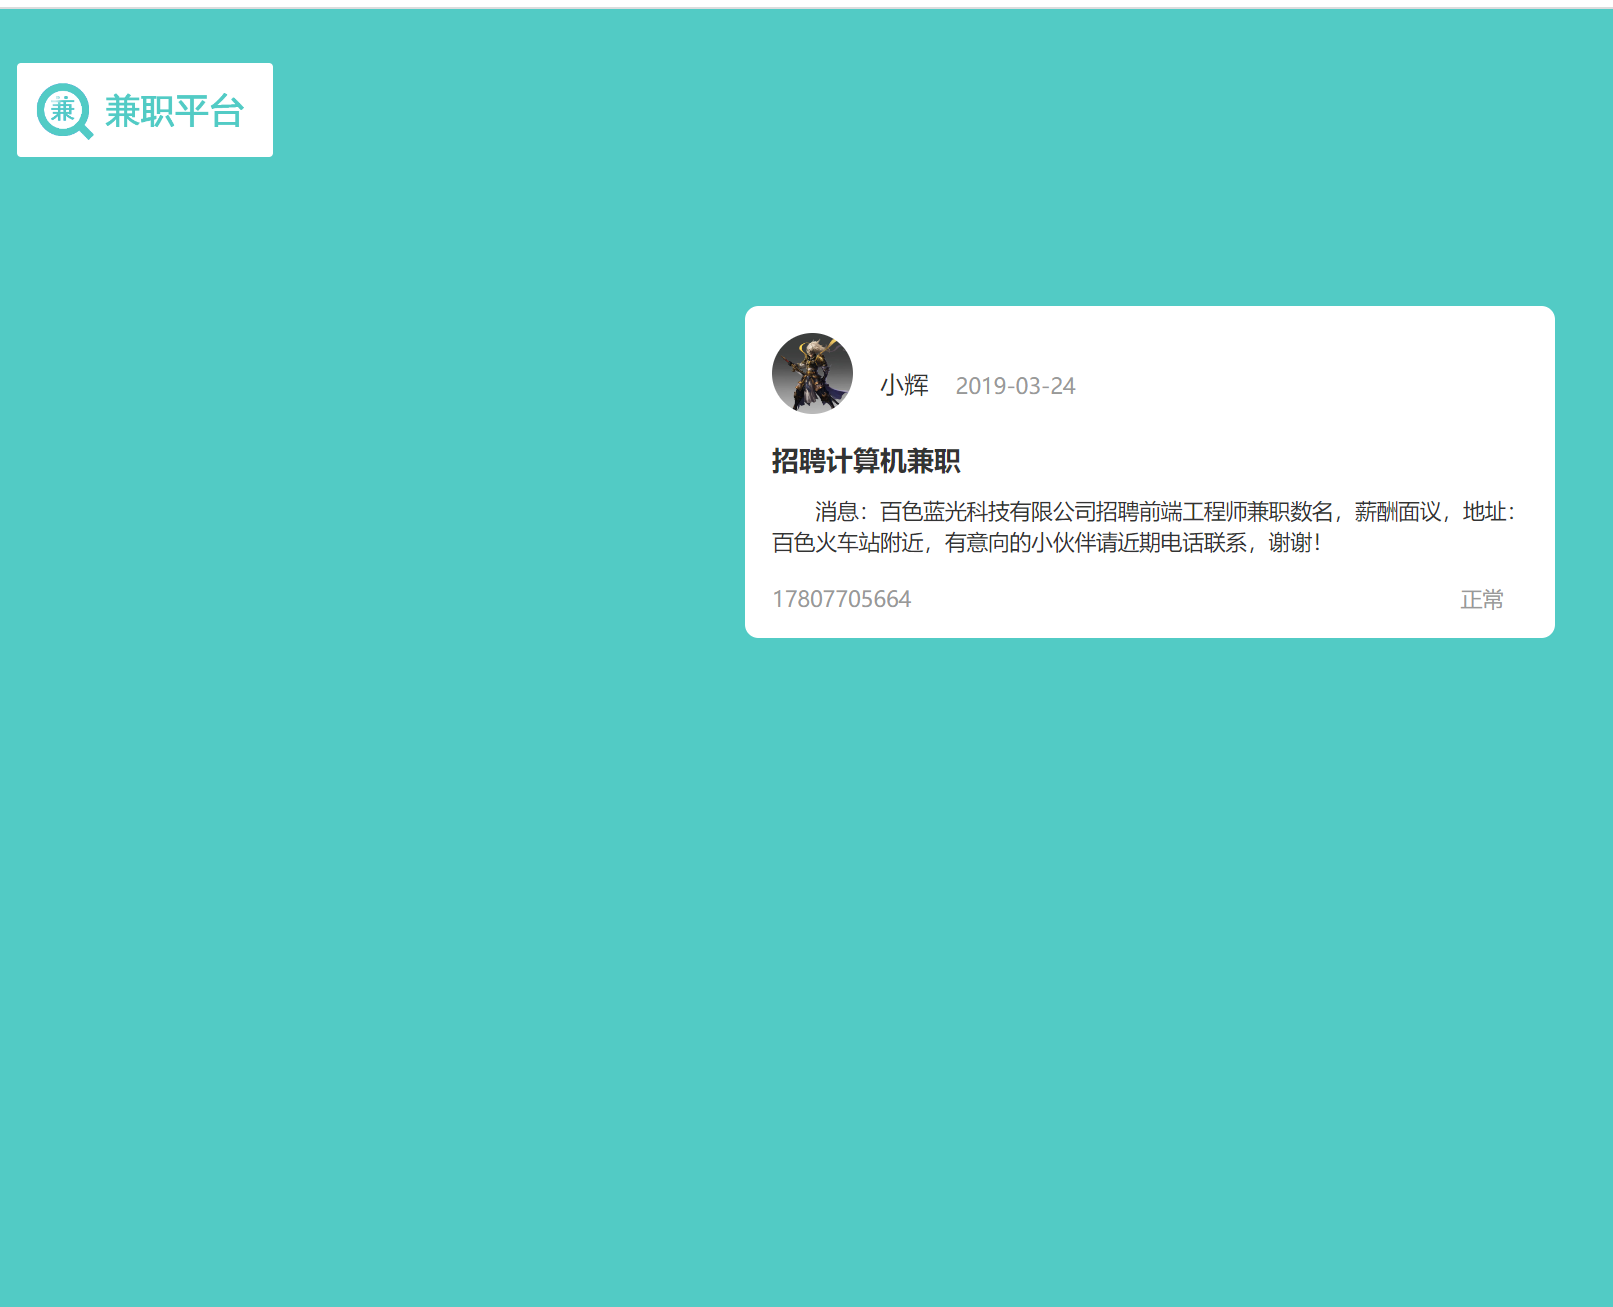 兼
兼职平台
小辉 2019-03-24
招聘计算机兼职
消息：百色蓝光科技有限公司招聘前端工程师兼职数名，薪酬面议，地址：
百色火车站附近，有意向的小伙伴请近期电话联系，谢谢！
17807705664 正常